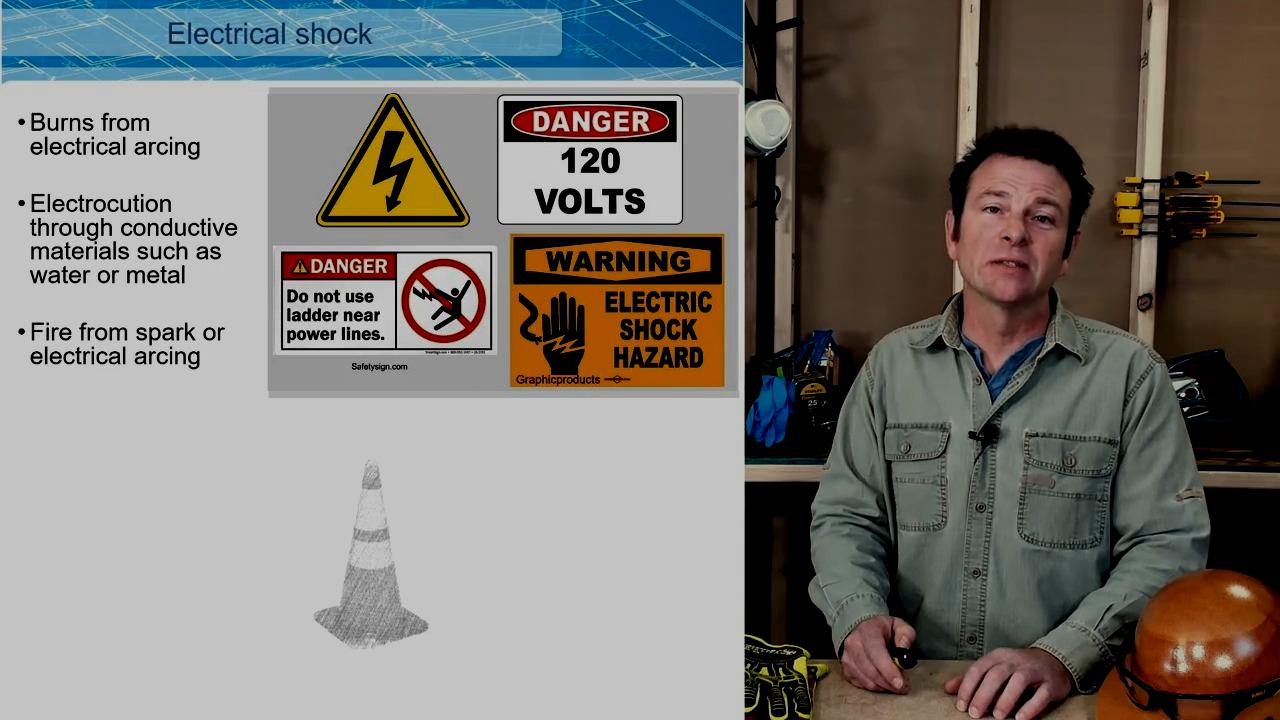 Electrical shock
•Burns from
electrical arcing
•Electrocution
through conductive
materials such as
water or metal
•Fire from spark or
electrical arcing
DANGER
120
VOLTS
DANGER
Do not use
ladder near
power lines.
Safetysign.com
WARNING
ELECTRIC
SHOCK
HAZARD
Graphicproducts
STANLEY
25